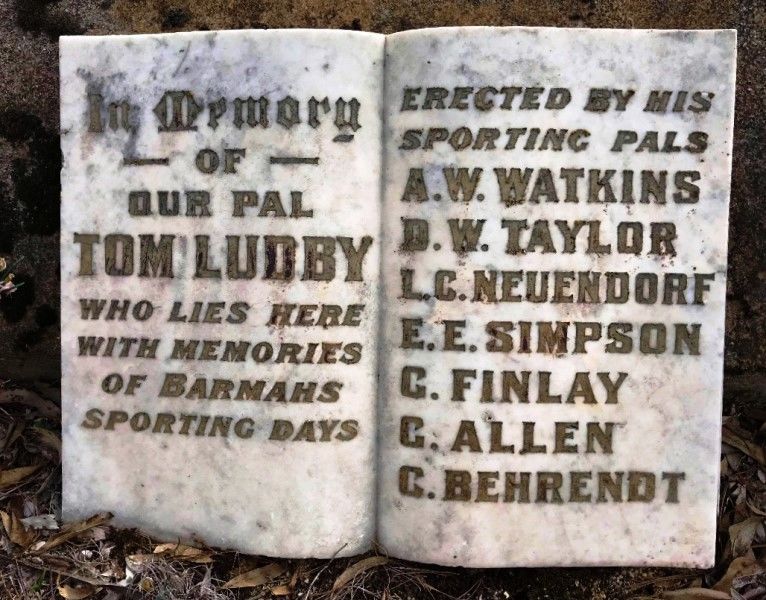 In Memory
— OF —
OUR PAL
TOM LUDBY
WHO LIES HERE
WITH MEMORIES
OF BARMAHS
SPORTING DAYS
ERECTED BY HIS
SPORTING PALS
A.W. WATKINS
D.W. TAYLOR
L.C. NEUENDORF
E.E. SIMPSON
C. FINLAY
C. ALLEN
C. BEHRENDT